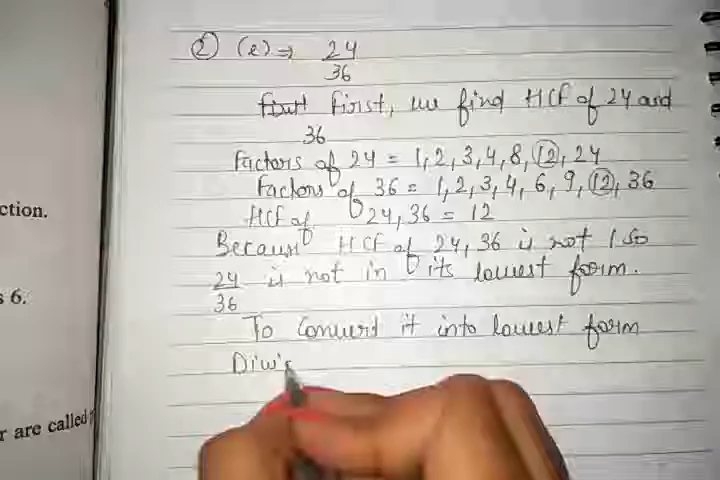 ② (e) ⇒ 24/36
first, we find HCF of 24 and
36
Factors of 24 = 1, 2, 3, 4, 8, 12, 24
Factors of 36 = 1, 2, 3, 4, 6, 9, 12, 36
HCF of 24, 36 = 12
Because HCF of 24, 36 is not 1 so
24/36 is not in its lowest form.
To convert it into lowest form
Divi
ction.
s 6.
r are called